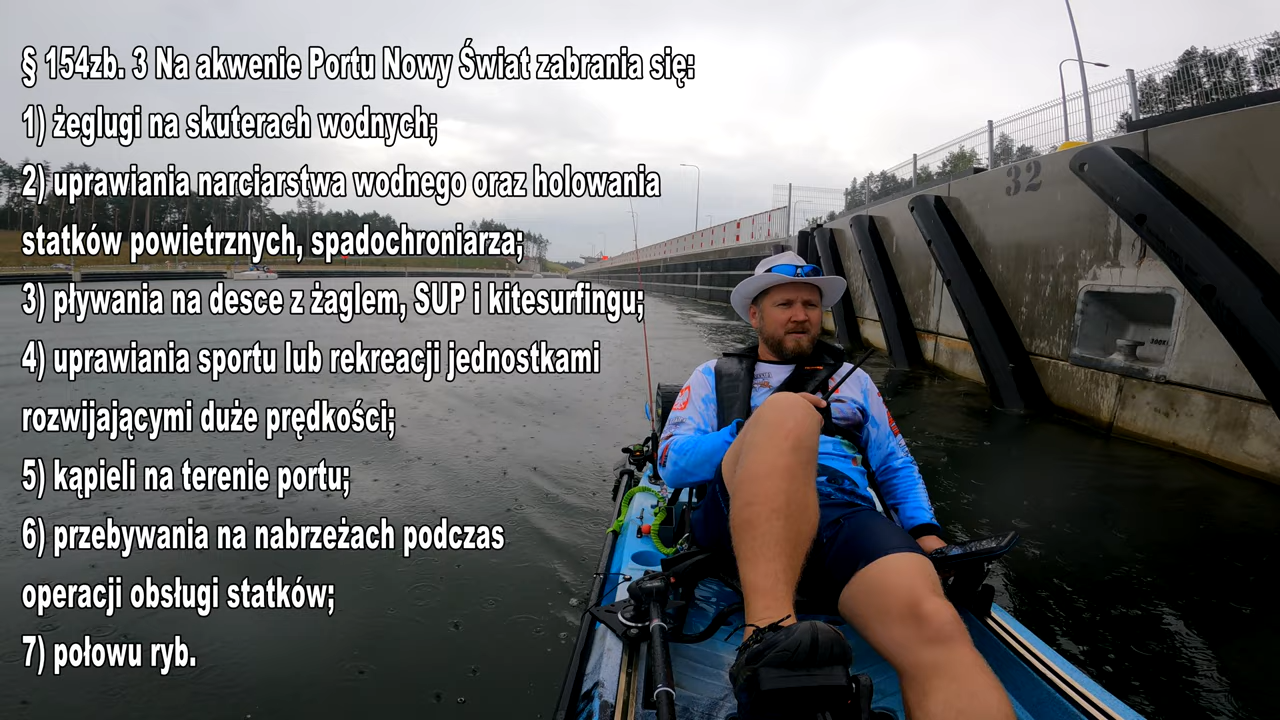 § 154zb. 3 Na akwenie Portu Nowy Świat zabrania się:
1) żeglugi na skuterach wodnych;
2) uprawiania narciarstwa wodnego oraz holowania
statków powietrznych, spadochroniarza;
3) pływania na desce z żaglem, SUP i kitesurfingu;
4) uprawiania sportu lub rekreacji jednostkami
rozwijającymi duże prędkości;
5) kąpieli na terenie portu;
6) przebywania na nabrzeżach podczas
operacji obsługi statków;
7) połowu ryb.
32